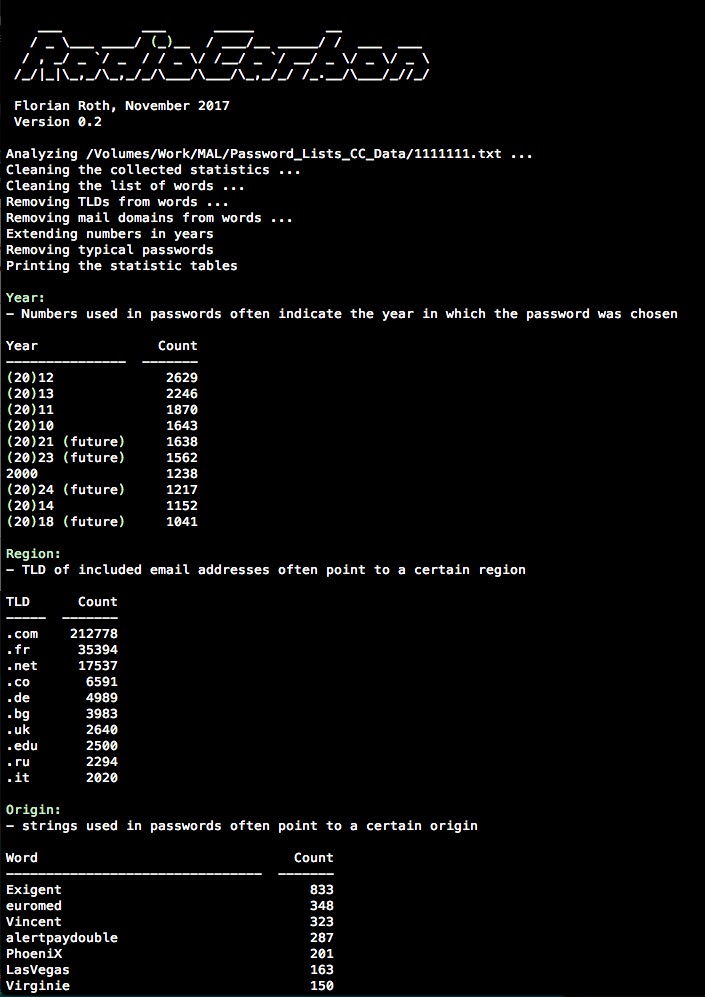 RadioCarbon
Florian Roth, November 2017
Version 0.2
Analyzing /Volumes/Work/MAL/Password_Lists_CC_Data/1111111.txt ...
Cleaning the collected statistics ...
Cleaning the list of words ...
Removing TLDs from words ...
Removing mail domains from words ...
Extending numbers in years
Removing typical passwords
Printing the statistic tables
Year:
- Numbers used in passwords often indicate the year in which the password was chosen
Year Count
--------------- -------
(20)12 2629
(20)13 2246
(20)11 1870
(20)10 1643
(20)21 (future) 1638
(20)23 (future) 1562
2000 1238
(20)24 (future) 1217
(20)14 1152
(20)18 (future) 1041
Region:
- TLD of included email addresses often point to a certain region
TLD Count
----- -------
.com 212778
.fr 35394
.net 17537
.co 6591
.de 4989
.bg 3983
.uk 2640
.edu 2500
.ru 2294
.it 2020
Origin:
- strings used in passwords often point to a certain origin
Word Count
-------------------------------- -------
Exigent 833
euromed 348
Vincent 323
alertpaydouble 287
PhoeniX 201
LasVegas 163
Virginie 150